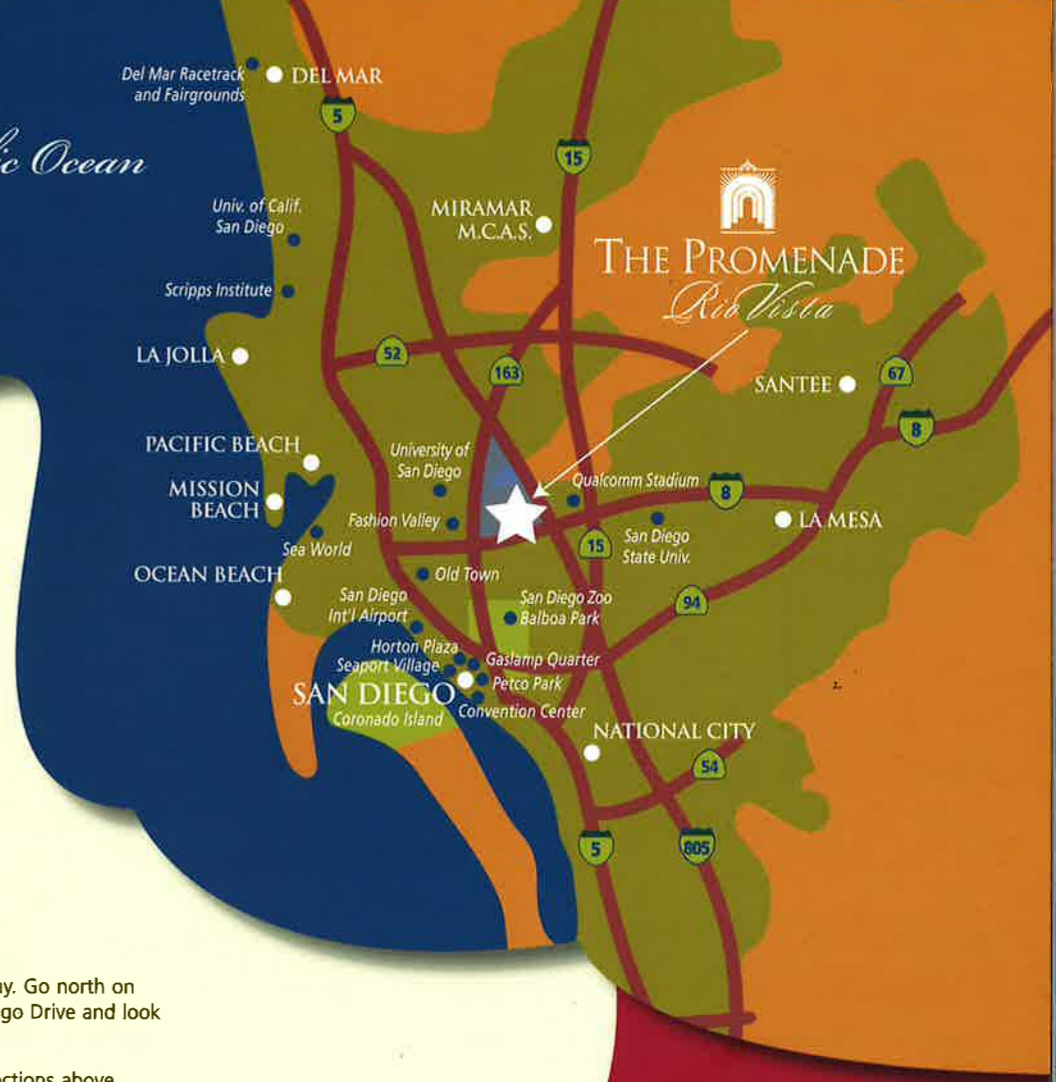 Del Mar Racetrack
and Fairgrounds
DEL MAR
5
Ocean
15
Univ. of Calif.
San Diego
MIRAMAR
M.C.A.S.
THE PROMENADE
Rio Vista
Scripps Institute
LA JOLLA
52
163
SANTEE
67
8
PACIFIC BEACH
University of
San Diego
MISSION
BEACH
Qualcomm Stadium
8
Fashion Valley
LA MESA
Sea World
15
San Diego
State Univ.
OCEAN BEACH
Old Town
San Diego
Int'l Airport
San Diego Zoo
Balboa Park
94
Horton Plaza
Seaport Village
Gaslamp Quarter
Petco Park
SAN DIEGO
Coronado Island
Convention Center
NATIONAL CITY
54
5
805
Go north on
Drive and look
above